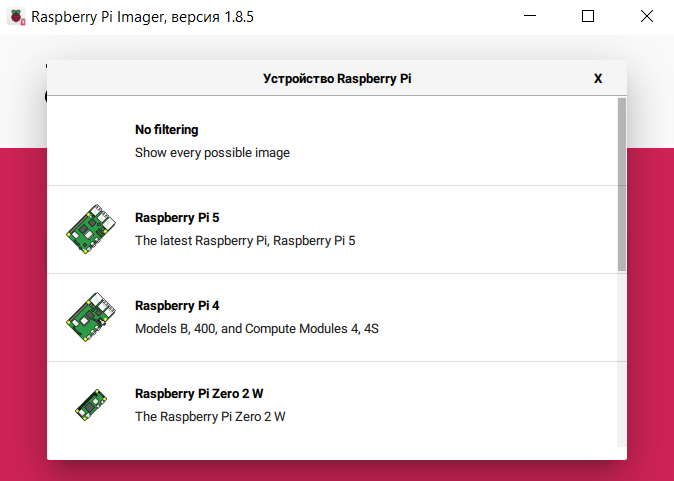 Raspberry Pi Imager, версия 1.8.5
Устройство Raspberry Pi
X
No filtering
Show every possible image
Raspberry Pi 5
The latest Raspberry Pi, Raspberry Pi 5
Raspberry Pi 4
Models B, 400, and Compute Modules 4, 4S
Raspberry Pi Zero 2 W
The Raspberry Pi Zero 2 W